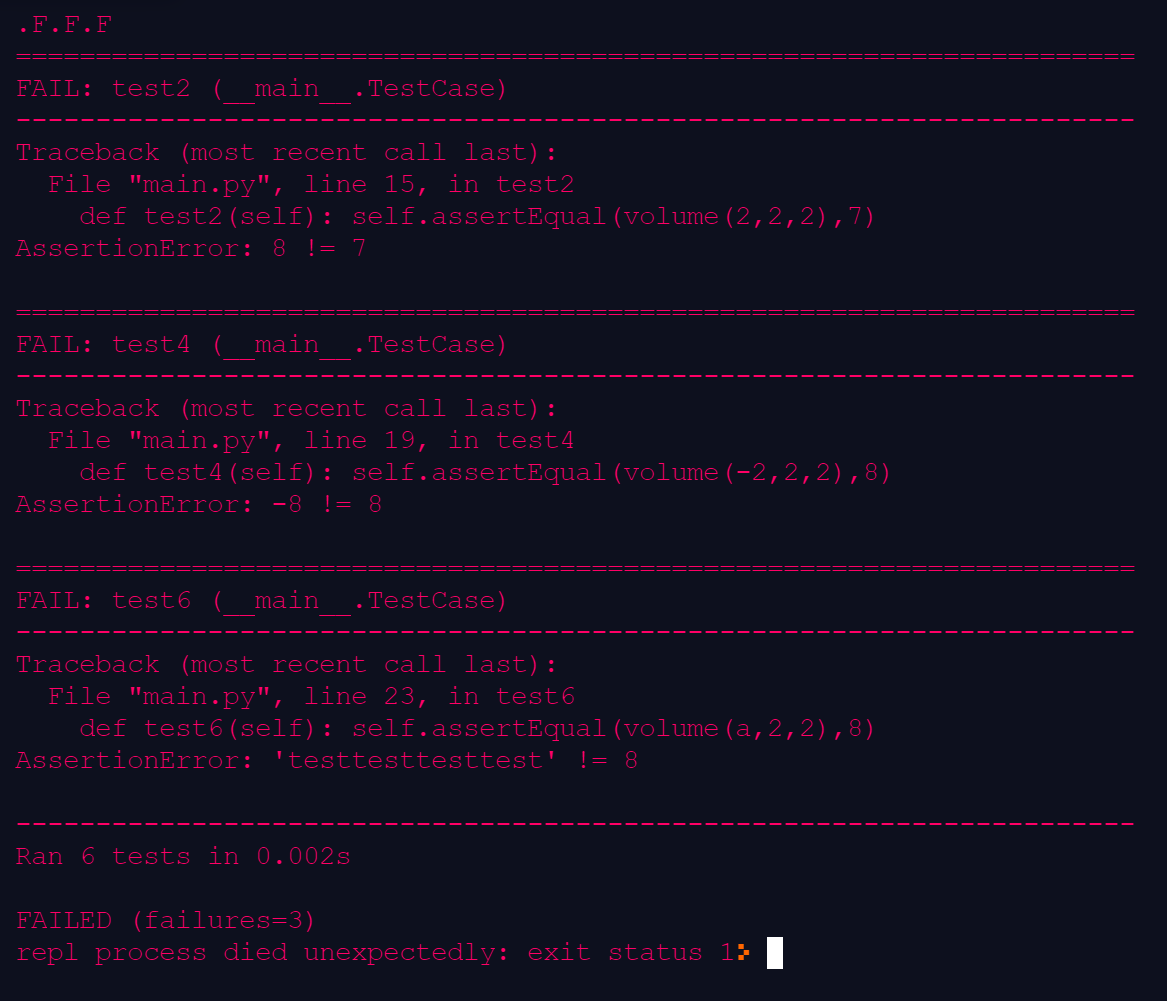 .F.F.F
======================================================================
FAIL: test2 (__main__.TestCase)
----------------------------------------------------------------------
Traceback (most recent call last):
  File "main.py", line 15, in test2
    def test2(self): self.assertEqual(volume(2,2,2),7)
AssertionError: 8 != 7

======================================================================
FAIL: test4 (__main__.TestCase)
----------------------------------------------------------------------
Traceback (most recent call last):
  File "main.py", line 19, in test4
    def test4(self): self.assertEqual(volume(-2,2,2),8)
AssertionError: -8 != 8

======================================================================
FAIL: test6 (__main__.TestCase)
----------------------------------------------------------------------
Traceback (most recent call last):
  File "main.py", line 23, in test6
    def test6(self): self.assertEqual(volume(a,2,2),8)
AssertionError: 'testtesttesttest' != 8

----------------------------------------------------------------------
Ran 6 tests in 0.002s

FAILED (failures=3)
repl process died unexpectedly: exit status 1